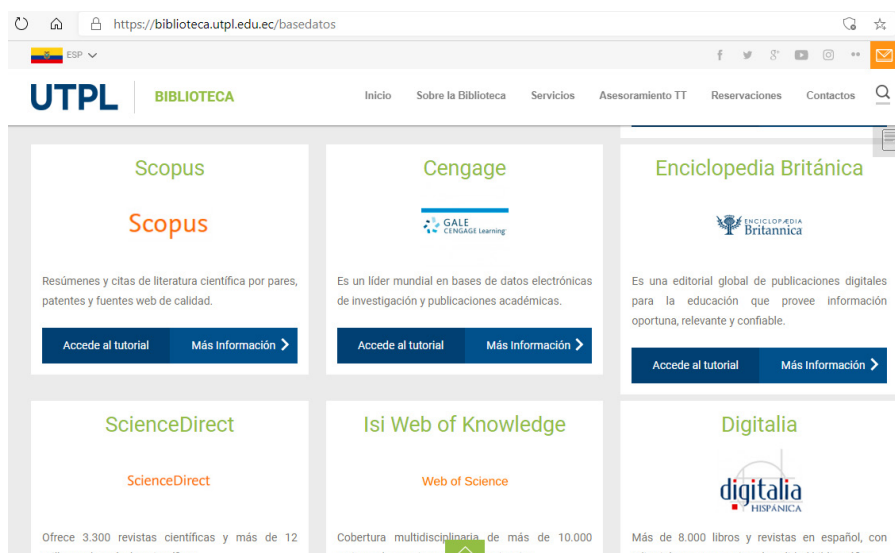 https://biblioteca.utpl.edu.ec/basedatos
ESP
UTPL BIBLIOTECA
Inicio Sobre la Biblioteca Servicios Asesoramiento TT Reservaciones Contactos
Scopus
Scopus
Resúmenes y citas de literatura científica por pares,
patentes y fuentes web de calidad.
Accede al tutorial Más Información
Cengage
GALE
CENGAGE Learning
Es un líder mundial en bases de datos electrónicas
de investigación y publicaciones académicas.
Accede al tutorial Más Información
Enciclopedia Británica
ENCICLOPÆDIA
Britannica
Es una editorial global de publicaciones digitales
para la educación que provee información
oportuna, relevante y confiable.
Accede al tutorial Más Información
ScienceDirect
ScienceDirect
Ofrece 3.300 revistas científicas y más de 12
Isi Web of Knowledge
Web of Science
Cobertura multidisciplinaria de más de 10.000
Digitalia
digitalia
HISPÁNICA
Más de 8.000 libros y revistas en español, con